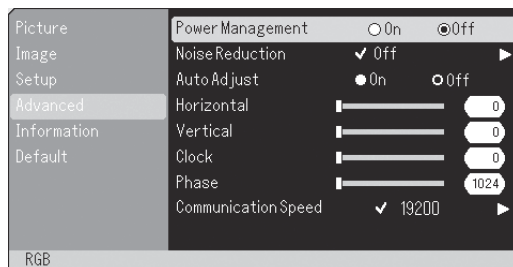 Picture
Image
Setup
Advanced
Information
Default
Power Management On Off
Noise Reduction Off
Auto Adjust On Off
Horizontal 0
Vertical 0
Clock 0
Phase 1024
Communication Speed 19200
RGB